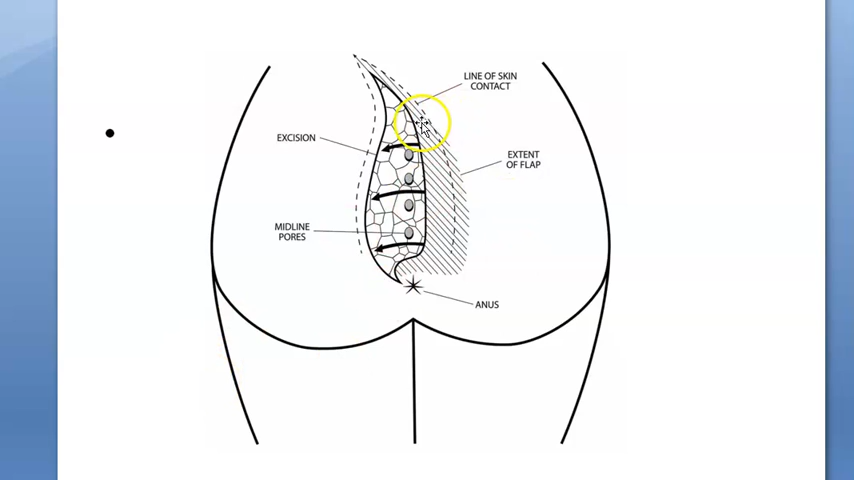 LINE OF SKIN
CONTACT
EXCISION
EXTENT
OF FLAP
MIDLINE
PORES
ANUS